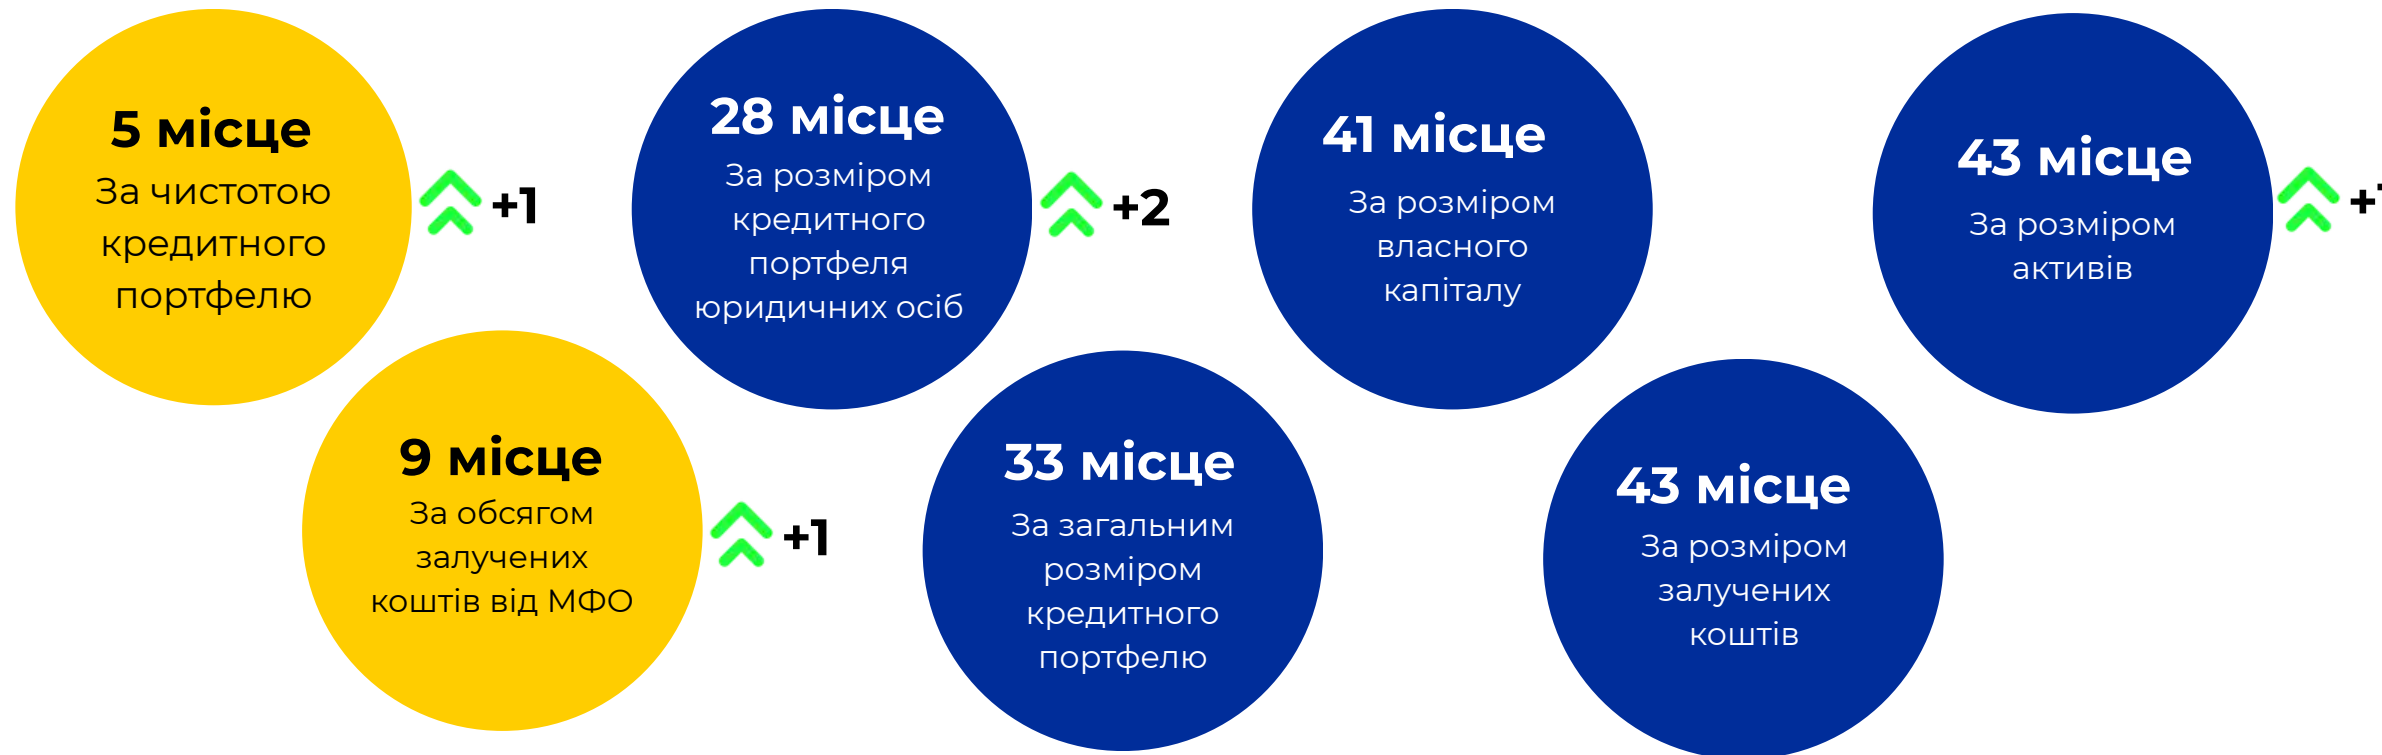 5 місце
За чистотою
кредитного
портфелю
+1
9 місце
За обсягом
залучених
коштів від МФО
+1
28 місце
За розміром
кредитного
портфеля
юридичних осіб
+2
33 місце
За загальним
розміром
кредитного
портфелю
41 місце
За розміром
власного
капіталу
43 місце
За розміром
залучених
коштів
43 місце
За розміром
активів